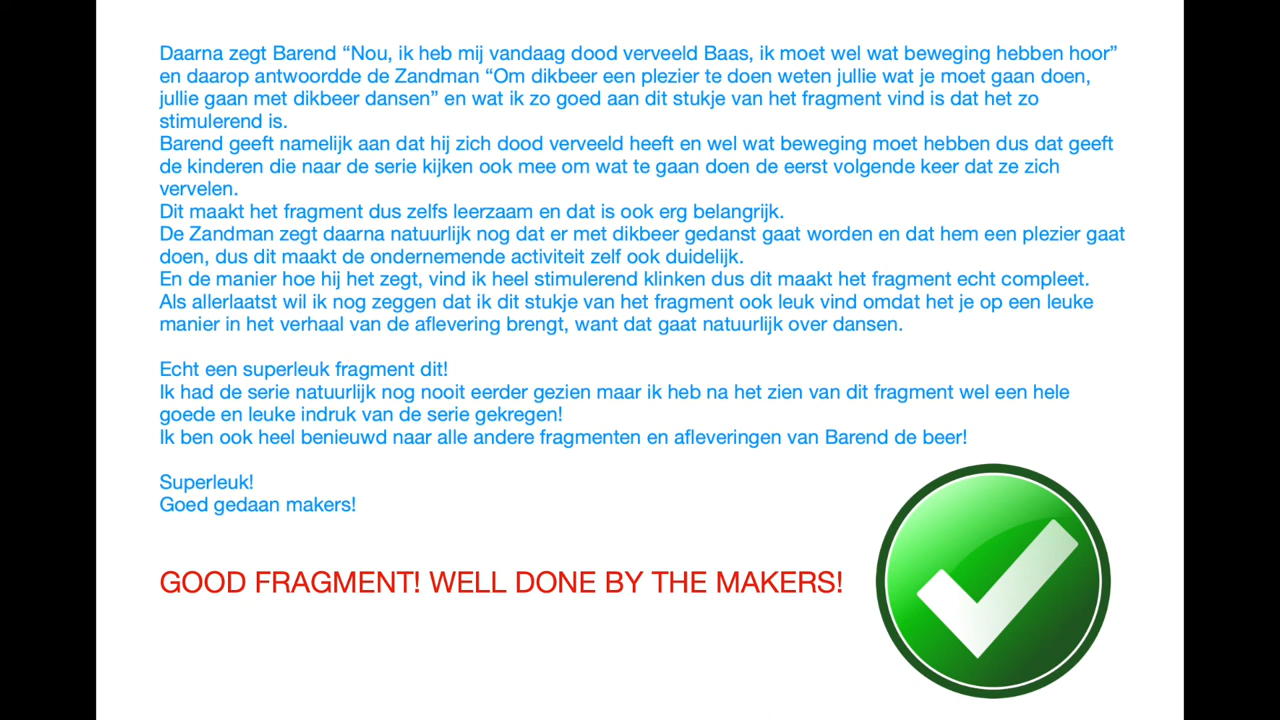 Daarna zegt Barend “Nou, ik heb mij vandaag dood verveeld Baas, ik moet wel wat beweging hebben hoor”
en daarop antwoordde de Zandman “Om dikbeer een plezier te doen weten jullie wat je moet gaan doen,
jullie gaan met dikbeer dansen” en wat ik zo goed aan dit stukje van het fragment vind is dat het zo
stimulerend is.
Barend geeft namelijk aan dat hij zich dood verveeld heeft en wel wat beweging moet hebben dus dat geeft
de kinderen die naar de serie kijken ook mee om wat te gaan doen de eerst volgende keer dat ze zich
vervelen.
Dit maakt het fragment dus zelfs leerzaam en dat is ook erg belangrijk.
De Zandman zegt daarna natuurlijk nog dat er met dikbeer gedanst gaat worden en dat hem een plezier gaat
doen, dus dit maakt de ondernemende activiteit zelf ook duidelijk.
En de manier hoe hij het zegt, vind ik heel stimulerend klinken dus dit maakt het fragment echt compleet.
Als allerlaatst wil ik nog zeggen dat ik dit stukje van het fragment ook leuk vind omdat het je op een leuke
manier in het verhaal van de aflevering brengt, want dat gaat natuurlijk over dansen.
Echt een superleuk fragment dit!
Ik had de serie natuurlijk nog nooit eerder gezien maar ik heb na het zien van dit fragment wel een hele
goede en leuke indruk van de serie gekregen!
Ik ben ook heel benieuwd naar alle andere fragmenten en afleveringen van Barend de beer!
Superleuk!
Goed gedaan makers!
GOOD FRAGMENT! WELL DONE BY THE MAKERS!